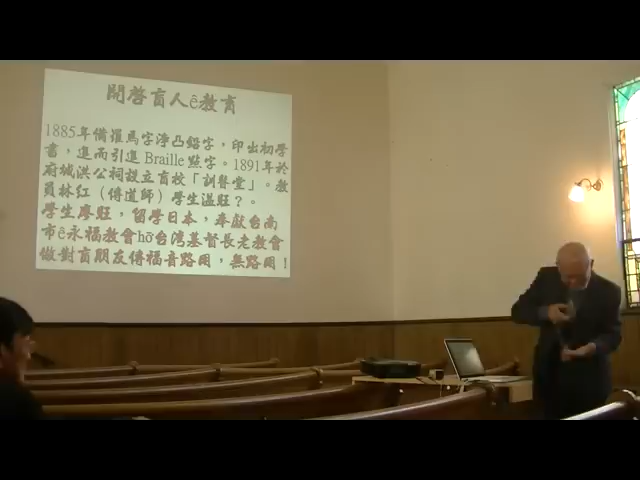 開啓盲人ê教育
1885年備羅馬字浮凸鉛字，印出初學
書，進而引進 Braille 點字。1891年於
府城洪公祠設立盲校「訓瞽堂」。教
員林紅（傳道師）學生溫旺？。
學生廖旺，留學日本，奉獻台南
市ê永福教會hō͘台湾基督長老教會
做對盲朋友傳福音路用，無路用！